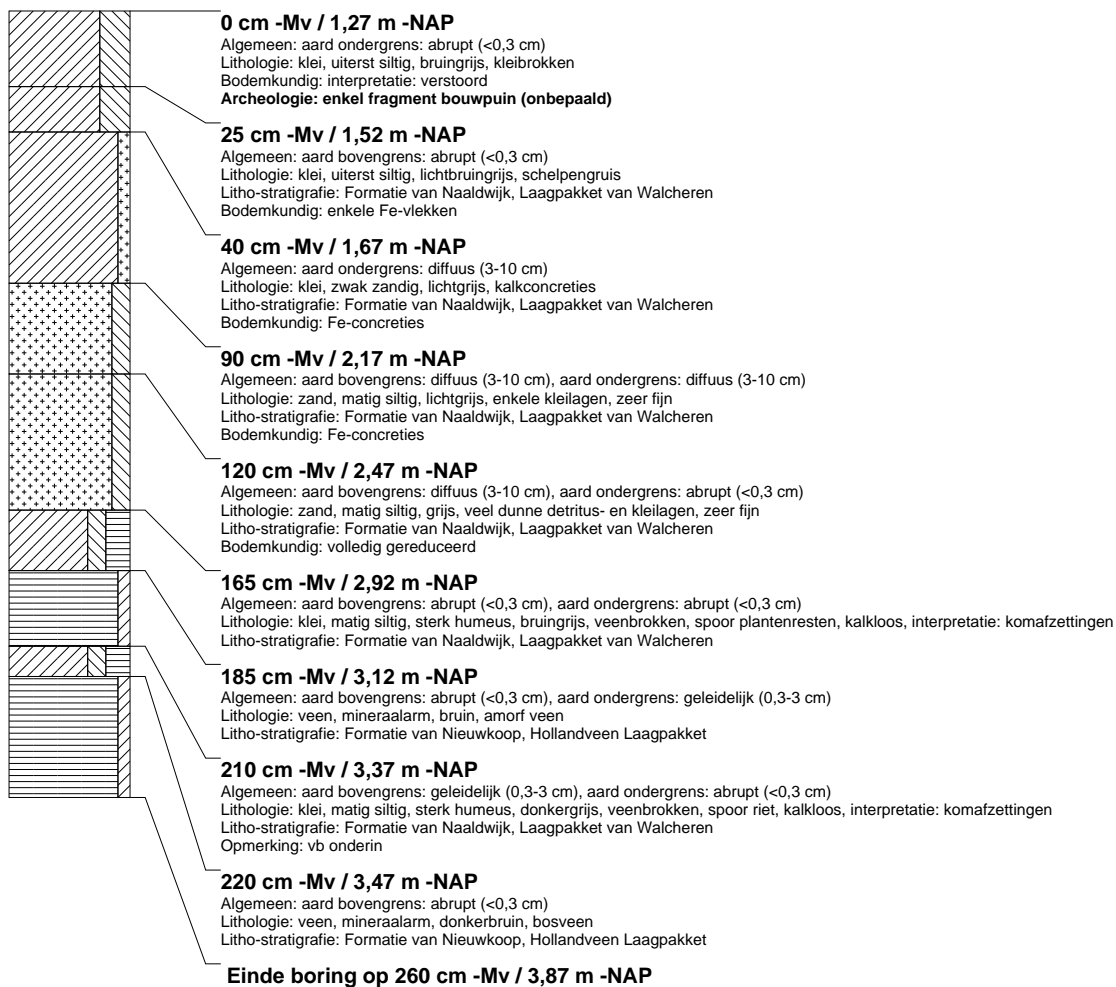 0 cm -Mv / 1,27 m -NAP
Algemeen: aard ondergrens: abrupt (<0,3 cm)
Lithologie: klei, uiterst siltig, bruingrijs, kleibrokken
Bodemkundig: interpretatie: verstoord
Archeologie: enkel fragment bouwpuin (onbepaald)
25 cm -Mv / 1,52 m -NAP
Algemeen: aard bovengrens: abrupt (<0,3 cm)
Lithologie: klei, uiterst siltig, lichtbruingrijs, schelpengruis
Litho-stratigrafie: Formatie van Naaldwijk, Laagpakket van Walcheren
Bodemkundig: enkele Fe-vlekken
40 cm -Mv / 1,67 m -NAP
Algemeen: aard ondergrens: diffuus (3-10 cm)
Lithologie: klei, zwak zandig, lichtgrijs, kalkconcreties
Litho-stratigrafie: Formatie van Naaldwijk, Laagpakket van Walcheren
Bodemkundig: Fe-concreties
90 cm -Mv / 2,17 m -NAP
Algemeen: aard bovengrens: diffuus (3-10 cm), aard ondergrens: diffuus (3-10 cm)
Lithologie: zand, matig siltig, lichtgrijs, enkele kleilagen, zeer fijn
Litho-stratigrafie: Formatie van Naaldwijk, Laagpakket van Walcheren
Bodemkundig: Fe-concreties
120 cm -Mv / 2,47 m -NAP
Algemeen: aard bovengrens: diffuus (3-10 cm), aard ondergrens: abrupt (<0,3 cm)
Lithologie: zand, matig siltig, grijs, veel dunne detritus- en kleilagen, zeer fijn
Litho-stratigrafie: Formatie van Naaldwijk, Laagpakket van Walcheren
Bodemkundig: volledig gereduceerd
165 cm -Mv / 2,92 m -NAP
Algemeen: aard bovengrens: abrupt (<0,3 cm), aard ondergrens: abrupt (<0,3 cm)
Lithologie: klei, matig siltig, sterk humeus, bruingrijs, veenbrokken, spoor plantenresten, kalkloos, interpretatie: komafzettingen
Litho-stratigrafie: Formatie van Naaldwijk, Laagpakket van Walcheren
185 cm -Mv / 3,12 m -NAP
Algemeen: aard bovengrens: abrupt (<0,3 cm), aard ondergrens: geleidelijk (0,3-3 cm)
Lithologie: veen, mineraalarm, bruin, amorf veen
Litho-stratigrafie: Formatie van Nieuwkoop, Hollandveen Laagpakket
210 cm -Mv / 3,37 m -NAP
Algemeen: aard bovengrens: geleidelijk (0,3-3 cm), aard ondergrens: abrupt (<0,3 cm)
Lithologie: klei, matig siltig, sterk humeus, donkergrijs, veenbrokken, spoor riet, kalkloos, interpretatie: komafzettingen
Litho-stratigrafie: Formatie van Naaldwijk, Laagpakket van Walcheren
Opmerking: vb onderin
220 cm -Mv / 3,47 m -NAP
Algemeen: aard bovengrens: abrupt (<0,3 cm)
Lithologie: veen, mineraalarm, donkerbruin, bosveen
Litho-stratigrafie: Formatie van Nieuwkoop, Hollandveen Laagpakket
Einde boring op 260 cm -Mv / 3,87 m -NAP